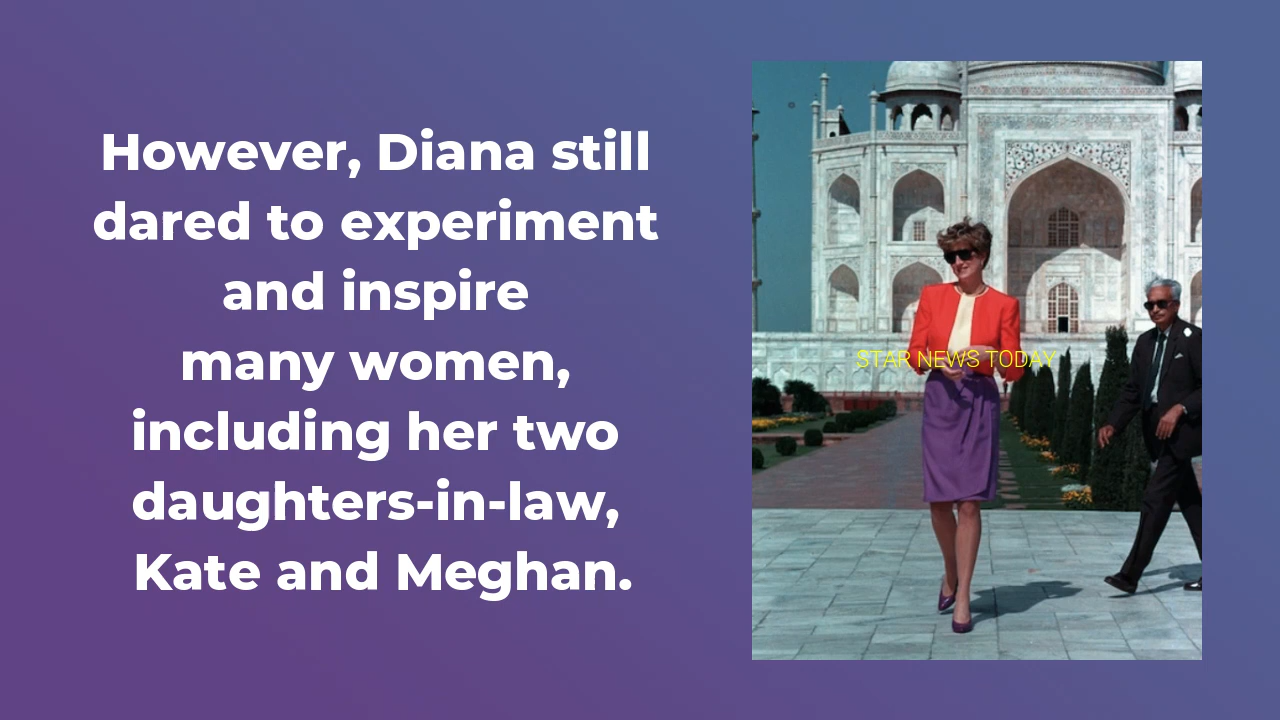 However, Diana still
dared to experiment
and inspire
many women,
including her two
daughters-in-law,
Kate and Meghan.
STAR NEWS TODAY